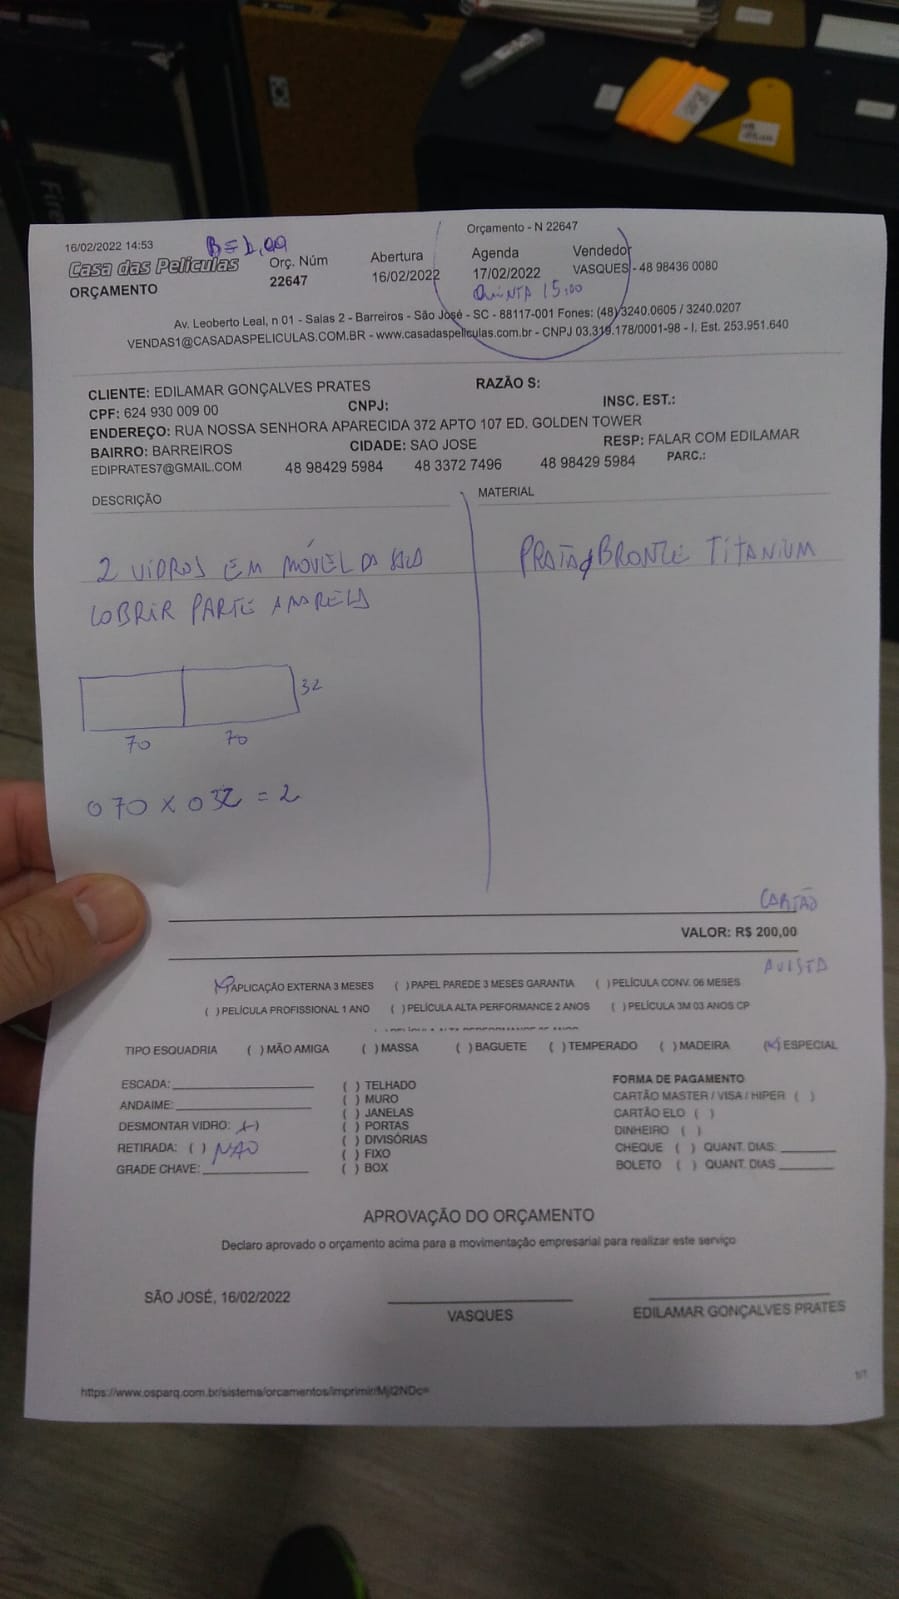 Orçamento - N 22647
16/02/2022 14:53
Casa das Películas
ORÇAMENTO
Orç. Núm
22647
Abertura
16/02/2022
Agenda
17/02/2022
QUINTA 15:00
Vendedor
VASQUES - 48 98436 0080
Av. Leoberto Leal, n 01 - Salas 2 - Barreiros - São José - SC - 88117-001 Fones: (48) 3240.0605 / 3240.0207
VENDAS1@CASADASPELICULAS.COM.BR - www.casadaspeliculas.com.br - CNPJ 03.319.178/0001-98 - I. Est. 253.951.640
CLIENTE: EDILAMAR GONÇALVES PRATES RAZÃO S:
CPF: 624 930 009 00 CNPJ: INSC. EST.:
ENDEREÇO: RUA NOSSA SENHORA APARECIDA 372 APTO 107 ED. GOLDEN TOWER
BAIRRO: BARREIROS CIDADE: SAO JOSE RESP: FALAR COM EDILAMAR
EDIPRATES7@GMAIL.COM 48 98429 5984 48 3372 7496 48 98429 5984 PARC.:
DESCRIÇÃO MATERIAL
2 VIDROS EM MÓVEL DA
COBRIR PARTE AMARELA
PRATA BRONZE TITANIUM
32
70 70
070 X 032 = 2
CARTÃO
VALOR: R$ 200,00
AVISTA
(X) APLICAÇÃO EXTERNA 3 MESES ( ) PAPEL PAREDE 3 MESES GARANTIA ( ) PELÍCULA CONV. 06 MESES
( ) PELÍCULA PROFISSIONAL 1 ANO ( ) PELÍCULA ALTA PERFORMANCE 2 ANOS ( ) PELÍCULA 3M 03 ANOS CP
TIPO ESQUADRIA ( ) MÃO AMIGA ( ) MASSA ( ) BAGUETE ( ) TEMPERADO ( ) MADEIRA (X) ESPECIAL
ESCADA:
ANDAIME:
DESMONTAR VIDRO: (X)
RETIRADA: ( ) NÃO
GRADE CHAVE:
( ) TELHADO
( ) MURO
( ) JANELAS
( ) PORTAS
( ) DIVISÓRIAS
( ) FIXO
( ) BOX
FORMA DE PAGAMENTO
CARTÃO MASTER / VISA / HIPER ( )
CARTÃO ELO ( )
DINHEIRO ( )
CHEQUE ( ) QUANT. DIAS:
BOLETO ( ) QUANT. DIAS
APROVAÇÃO DO ORÇAMENTO
Declaro aprovado o orçamento acima para a movimentação empresarial para realizar este serviço
SÃO JOSÉ, 16/02/2022
VASQUES
EDILAMAR GONÇALVES PRATES
https://www.osparq.com.br/sistema/orcamentos/imprimir/MjI2NDc=
1/1